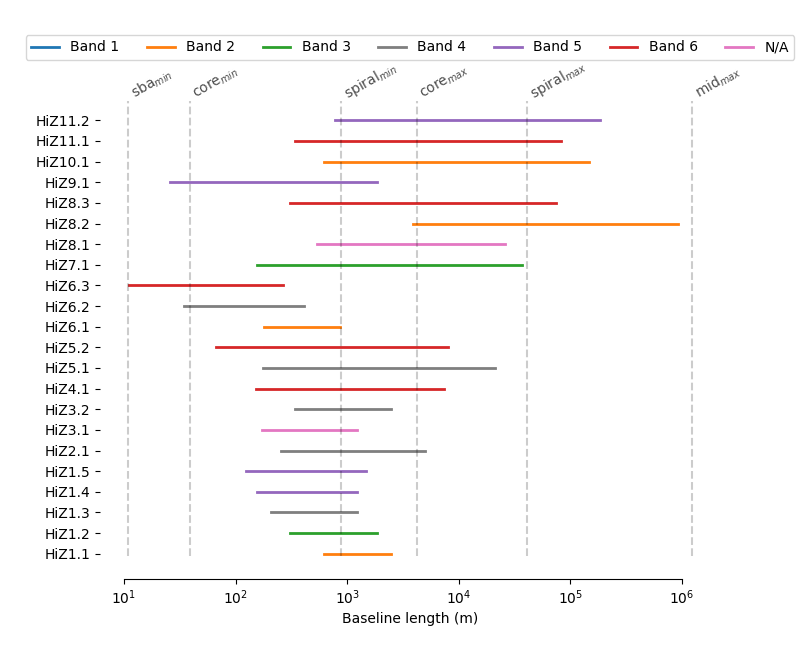 Band 1 Band 2 Band 3 Band 4 Band 5 Band 6 N/A
sba_min core_min spiral_min core_max spiral_max mid_max
HiZ11.2
HiZ11.1
HiZ10.1
HiZ9.1
HiZ8.3
HiZ8.2
HiZ8.1
HiZ7.1
HiZ6.3
HiZ6.2
HiZ6.1
HiZ5.2
HiZ5.1
HiZ4.1
HiZ3.2
HiZ3.1
HiZ2.1
HiZ1.5
HiZ1.4
HiZ1.3
HiZ1.2
HiZ1.1
10^1 10^2 10^3 10^4 10^5 10^6
Baseline length (m)